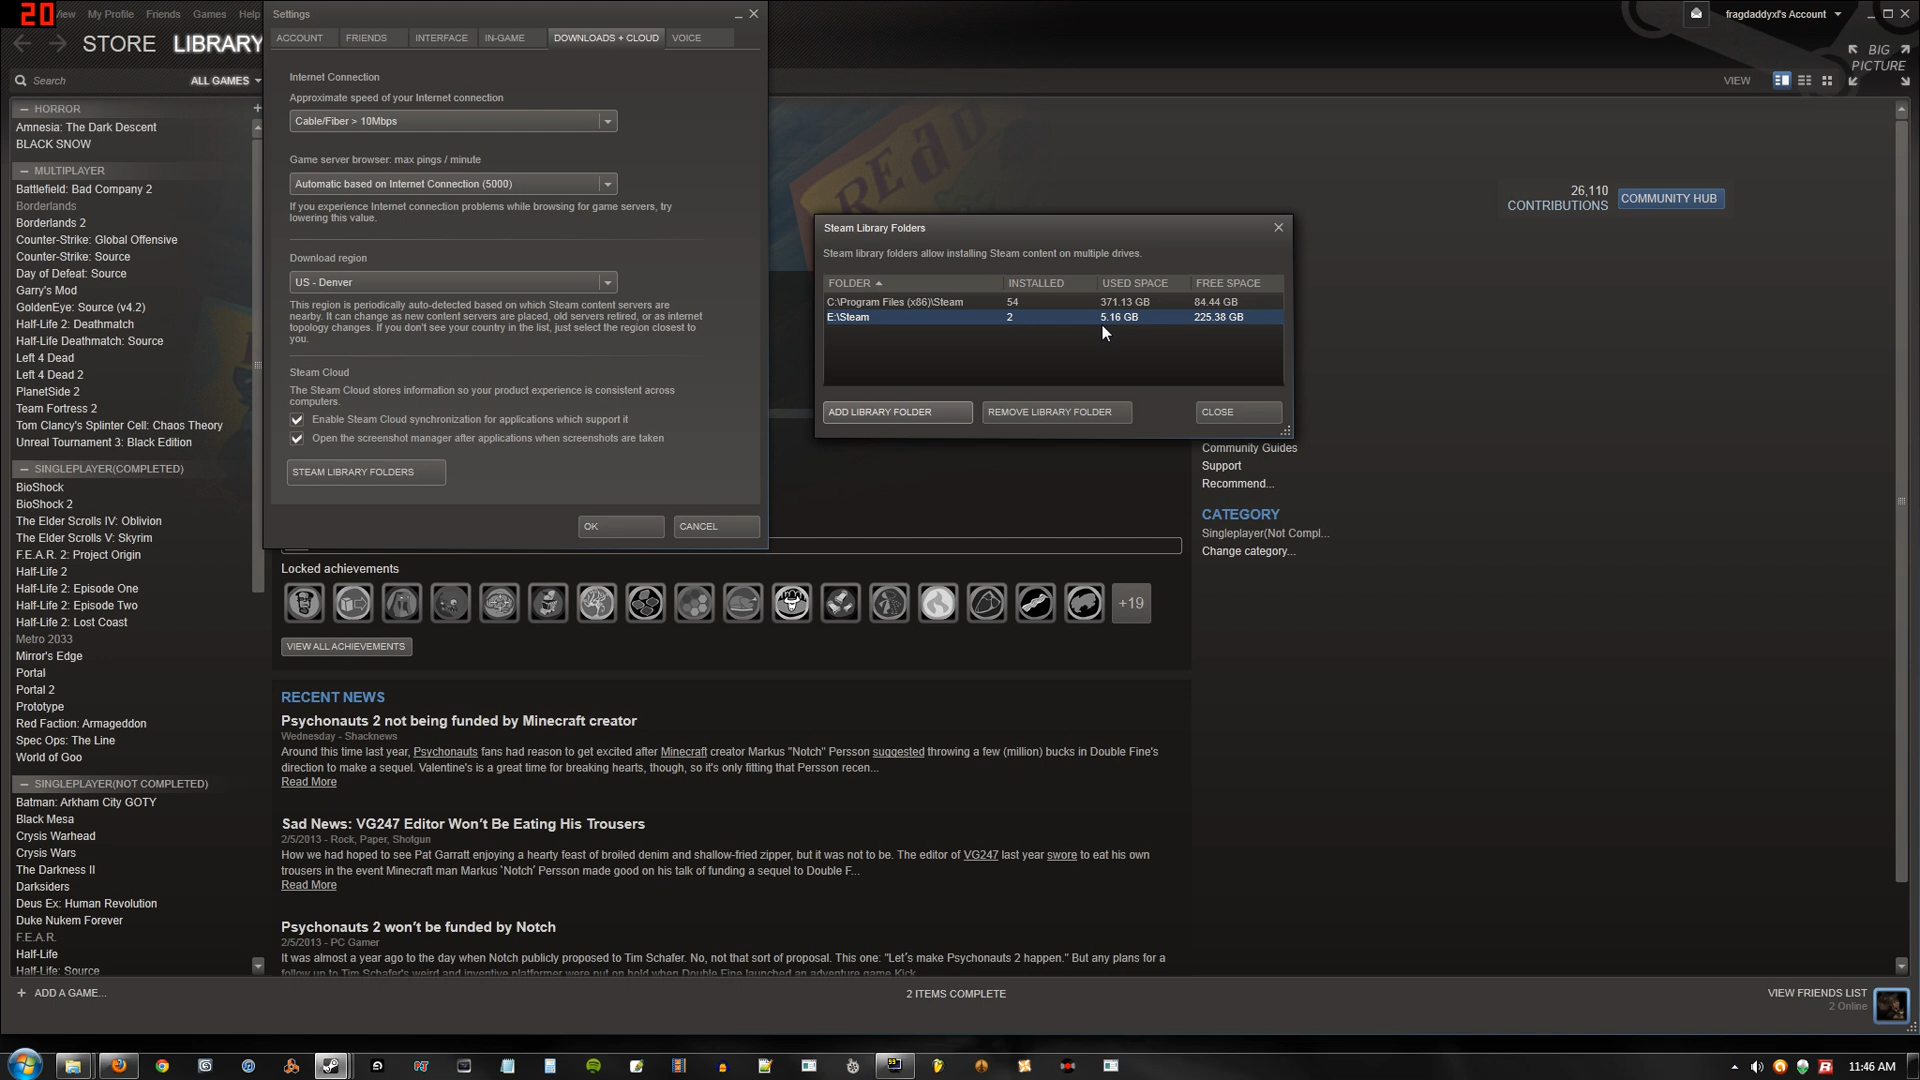 20
View My Profile Friends Games Help
fragdaddyxl's Account
STORE LIBRARY
BIG PICTURE
Search
ALL GAMES
VIEW
Settings
ACCOUNT FRIENDS INTERFACE IN-GAME DOWNLOADS + CLOUD VOICE
Internet Connection
Approximate speed of your Internet connection
Cable/Fiber > 10Mbps
Game server browser: max pings / minute
Automatic based on Internet Connection (5000)
If you experience Internet connection problems while browsing for game servers, try
lowering this value.
Download region
US - Denver
This region is periodically auto-detected based on which Steam content servers are
nearby. It can change as new content servers are placed, old servers retired, or as internet
topology changes. If you don't see your country in the list, just select the region closest to
you.
Steam Cloud
The Steam Cloud stores information so your product experience is consistent across
computers.
Enable Steam Cloud synchronization for applications which support it
Open the screenshot manager after applications when screenshots are taken
STEAM LIBRARY FOLDERS
OK CANCEL
Steam Library Folders
Steam library folders allow installing Steam content on multiple drives.
FOLDER INSTALLED USED SPACE FREE SPACE
C:\Program Files (x86)\Steam 54 371.13 GB 84.44 GB
E:\Steam 2 5.16 GB 225.38 GB
ADD LIBRARY FOLDER REMOVE LIBRARY FOLDER CLOSE
26,110
CONTRIBUTIONS
COMMUNITY HUB
Community Guides
Support
Recommend...
CATEGORY
Singleplayer(Not Compl...
Change category...
HORROR
Amnesia: The Dark Descent
BLACK SNOW
MULTIPLAYER
Battlefield: Bad Company 2
Borderlands
Borderlands 2
Counter-Strike: Global Offensive
Counter-Strike: Source
Day of Defeat: Source
Garry's Mod
GoldenEye: Source (v4.2)
Half-Life 2: Deathmatch
Half-Life Deathmatch: Source
Left 4 Dead
Left 4 Dead 2
PlanetSide 2
Team Fortress 2
Tom Clancy's Splinter Cell: Chaos Theory
Unreal Tournament 3: Black Edition
SINGLEPLAYER(COMPLETED)
BioShock
BioShock 2
The Elder Scrolls IV: Oblivion
The Elder Scrolls V: Skyrim
F.E.A.R. 2: Project Origin
Half-Life 2
Half-Life 2: Episode One
Half-Life 2: Episode Two
Half-Life 2: Lost Coast
Metro 2033
Mirror's Edge
Portal
Portal 2
Prototype
Red Faction: Armageddon
Spec Ops: The Line
World of Goo
SINGLEPLAYER(NOT COMPLETED)
Batman: Arkham City GOTY
Black Mesa
Crysis Warhead
Crysis Wars
The Darkness II
Darksiders
Deus Ex: Human Revolution
Duke Nukem Forever
F.E.A.R.
Half-Life
Half-Life: Source
Locked achievements
+19
VIEW ALL ACHIEVEMENTS
RECENT NEWS
Psychonauts 2 not being funded by Minecraft creator
Wednesday - Shacknews
Around this time last year, Psychonauts fans had reason to get excited after Minecraft creator Markus "Notch" Persson suggested throwing a few (million) bucks in Double Fine's
direction to make a sequel. Valentine's is a great time for breaking hearts, though, so it's only fitting that Persson recen...
Read More
Sad News: VG247 Editor Won't Be Eating His Trousers
2/5/2013 - Rock, Paper, Shotgun
How we had hoped to see Pat Garratt enjoying a hearty feast of broiled denim and shallow-fried zipper, but it was not to be. The editor of VG247 last year swore to eat his own
trousers in the event Minecraft man Markus 'Notch' Persson made good on his talk of funding a sequel to Double F...
Read More
Psychonauts 2 won't be funded by Notch
2/5/2013 - PC Gamer
It was almost a year ago to the day when Notch publicly proposed to Tim Schafer. No, not that sort of proposal. This one: "Let's make Psychonauts 2 happen." But any plans for a
follow up to Tim Schafer's weird and inventive platformer were put on hold when Double Fine launched an adventure game Kick
ADD A GAME...
2 ITEMS COMPLETE
VIEW FRIENDS LIST
2 Online
11:46 AM